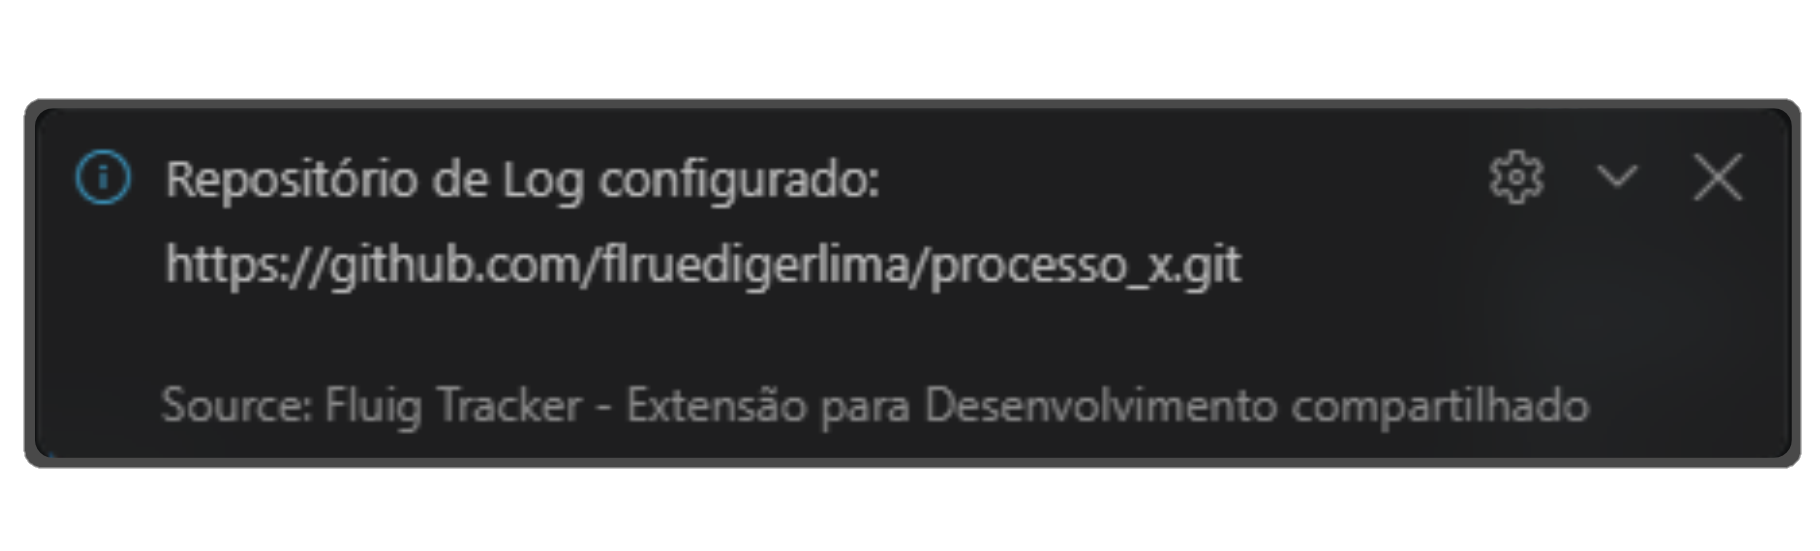 Repositório de Log configurado:
https://github.com/flruedigerlima/processo_x.git
Source: Fluig Tracker - Extensão para Desenvolvimento compartilhado